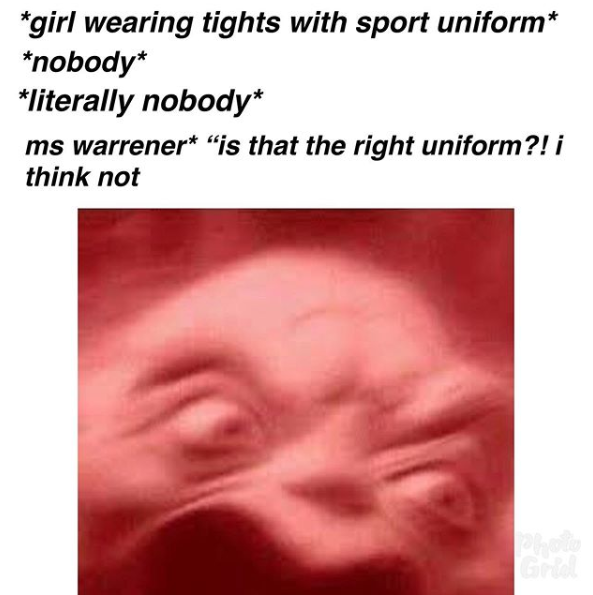 *girl wearing tights with sport uniform*
*nobody*
*literally nobody*
ms warrener* “is that the right uniform?! i
think not
Photo
Grid